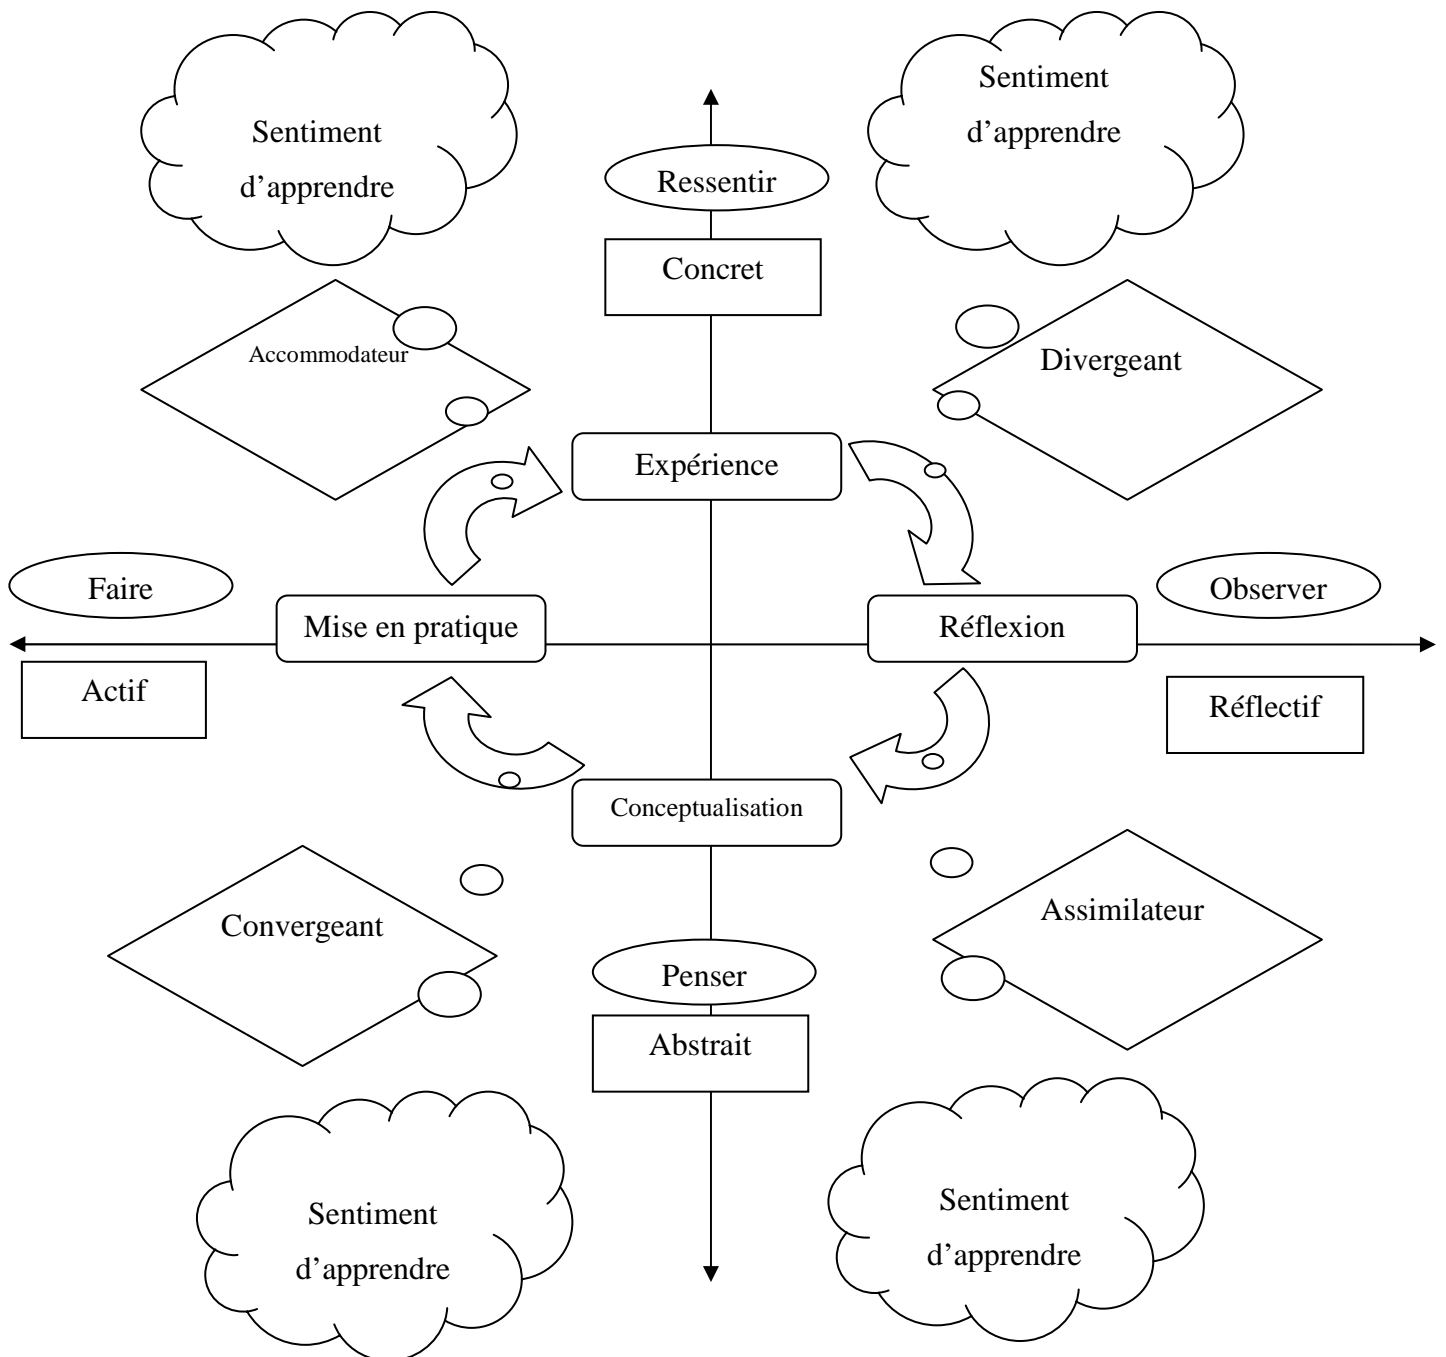 Sentiment
d’apprendre
Sentiment
d’apprendre
Ressentir
Concret
Accommodateur
Divergeant
Expérience
Faire
Observer
Mise en pratique
Réflexion
Actif
Réflectif
Conceptualisation
Convergeant
Assimilateur
Penser
Abstrait
Sentiment
d’apprendre
Sentiment
d’apprendre